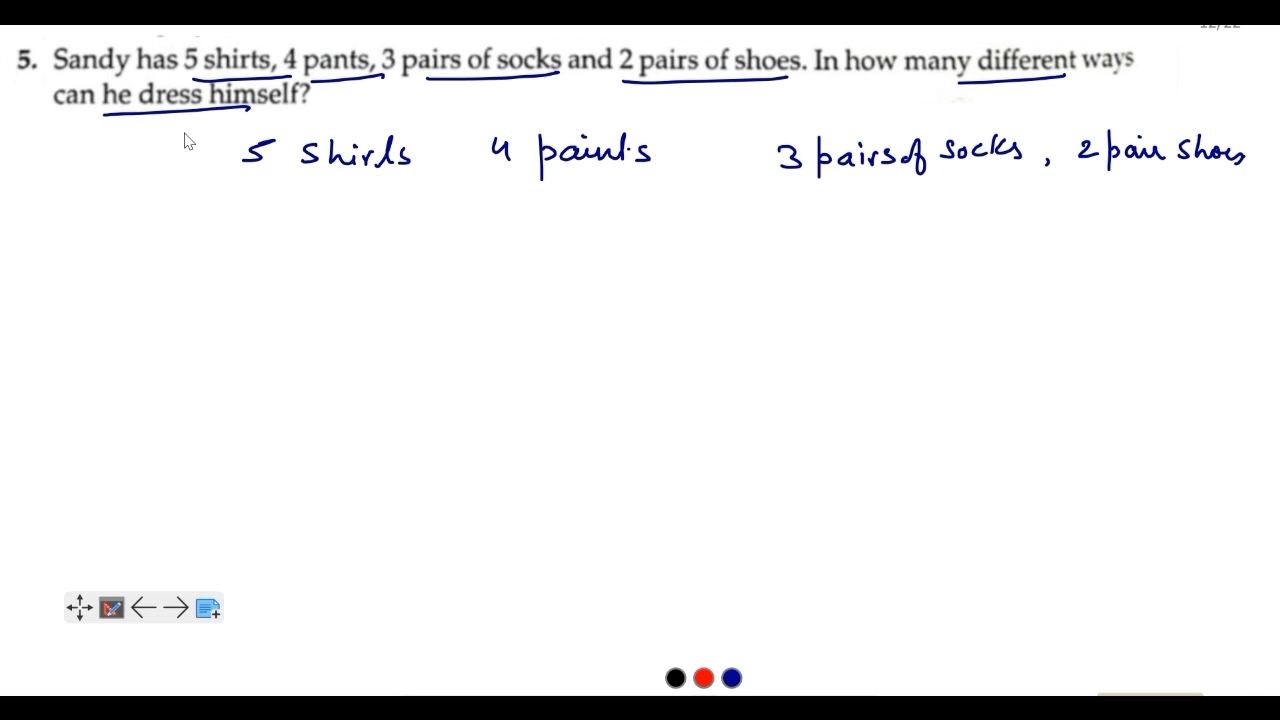 5. Sandy has 5 shirts, 4 pants, 3 pairs of socks and 2 pairs of shoes. In how many different ways
can he dress himself?
5 shirts 4 paints 3 pairs of socks, 2 pair shoes